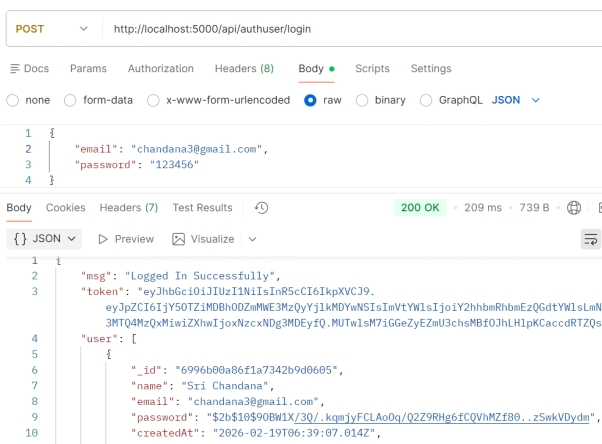 POST http://localhost:5000/api/authuser/login
Docs Params Authorization Headers (8) Body Scripts Settings
none form-data x-www-form-urlencoded raw binary GraphQL JSON
1 {
2 "email": "chandana3@gmail.com",
3 "password": "123456"
4 }
Body Cookies Headers (7) Test Results 200 OK 209 ms 739 B
{} JSON Preview Visualize
1 {
2 "msg": "Logged In Successfully",
3 "token": "eyJhbGciOiJIUzI1NiIsInR5cCI6IkpXVCJ9.
eyJpZCI6IjY5OTZiMDBhODZmMWE3MzQyYjlkMDYwNSIsImVtYWlsIjoiY2hhbmRhbmEzQGdtYWlsLmN
3MTQ4MzQxMiwiZXhwIjoxNzcxNDg3MDEyfQ.MUTwlsM7iGGeZyEZmU3chsMBfOJhLHlpKCaccdRTZQs
4 "user": [
5 {
6 "_id": "6996b00a86f1a7342b9d0605",
7 "name": "Sri Chandana",
8 "email": "chandana3@gmail.com",
9 "password": "$2b$10$9OBW1X/3Q/.kqmjyFCLAoOq/Q2Z9RHg6fCQVhMZf80..zSwkVDydm",
10 "createdAt": "2026-02-19T06:39:07.014Z",